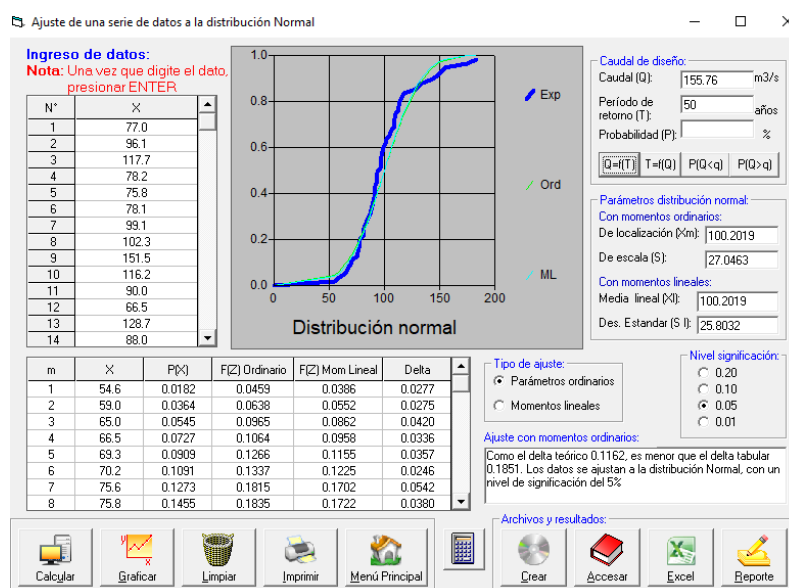 Ajuste de una serie de datos a la distribución Normal
Ingreso de datos:
Nota: Una vez que digite el dato,
presionar ENTER
N° X
1 77.0
2 96.1
3 117.7
4 78.2
5 75.8
6 78.1
7 99.1
8 102.3
9 151.5
10 116.2
11 90.0
12 66.5
13 128.7
14 88.0
1.0
0.8
0.6
0.4
0.2
0.0
0 50 100 150 200
Distribución normal
Exp
Ord
ML
Caudal de diseño:
Caudal (Q): 155.76 m3/s
Período de
retorno (T): 50 años
Probabilidad (P): %
Q=f(T) T=f(Q) P(Q<q) P(Q>q)
Parámetros distribución normal:
Con momentos ordinarios:
De localización (Xm): 100.2019
De escala (S): 27.0463
Con momentos lineales:
Media lineal (Xl): 100.2019
Des. Estandar (S l): 25.8032
m X P(X) F(Z) Ordinario F(Z) Mom Lineal Delta
1 54.6 0.0182 0.0459 0.0386 0.0277
2 59.0 0.0364 0.0638 0.0552 0.0275
3 65.0 0.0545 0.0965 0.0862 0.0420
4 66.5 0.0727 0.1064 0.0958 0.0336
5 69.3 0.0909 0.1266 0.1155 0.0357
6 70.2 0.1091 0.1337 0.1225 0.0246
7 75.6 0.1273 0.1815 0.1702 0.0542
8 75.8 0.1455 0.1835 0.1722 0.0380
Tipo de ajuste:
Parámetros ordinarios
Momentos lineales
Nivel significación:
0.20
0.10
0.05
0.01
Ajuste con momentos ordinarios:
Como el delta teórico 0.1162, es menor que el delta tabular
0.1851. Los datos se ajustan a la distribución Normal, con un
nivel de significación del 5%
Archivos y resultados:
Calcular Graficar Limpiar Imprimir Menú Principal Crear Accesar Excel Reporte